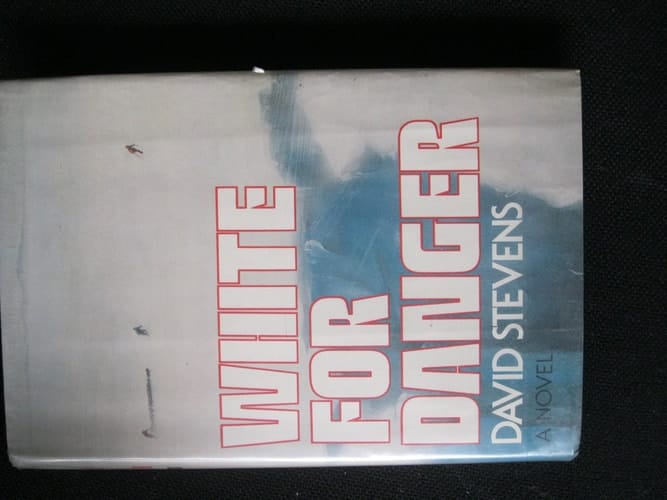 WHITE
FOR
DANGER
DAVID STEVENS
A NOVEL